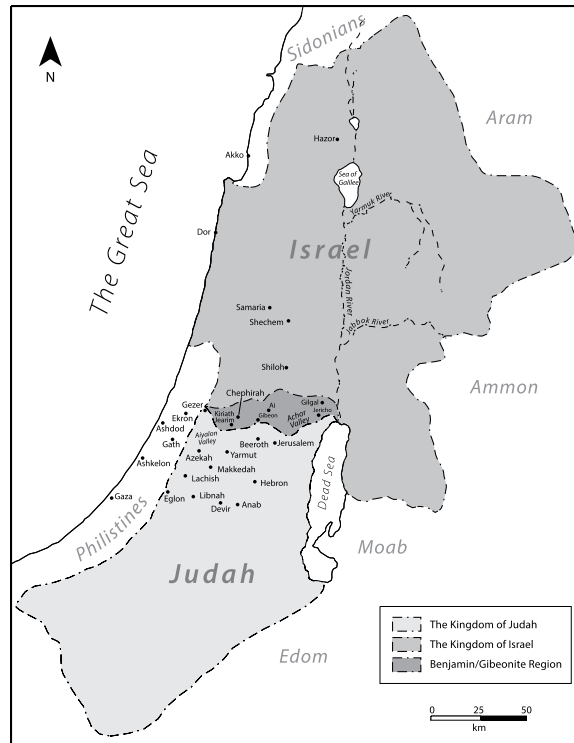 Sidonians
N
Aram
Hazor
Akko
Sea of
Galilee
The Great Sea
Yarmuk River
Dor
Israel
Jordan River
Samaria
Shechem
Jabbok River
Shiloh
Ammon
Chephirah
Gezer
Ai
Gilgal
Jericho
Ekron
Kiriath
Jearim
Gibeon
Achor
Valley
Ashdod
Aiyalon
Valley
Gath
Beeroth
Jerusalem
Azekah
Yarmut
Ashkelon
Makkedah
Dead Sea
Lachish
Hebron
Gaza
Eglon
Libnah
Devir
Anab
Philistines
Moab
Judah
Edom
The Kingdom of Judah
The Kingdom of Israel
Benjamin/Gibeonite Region
0 25 50
km